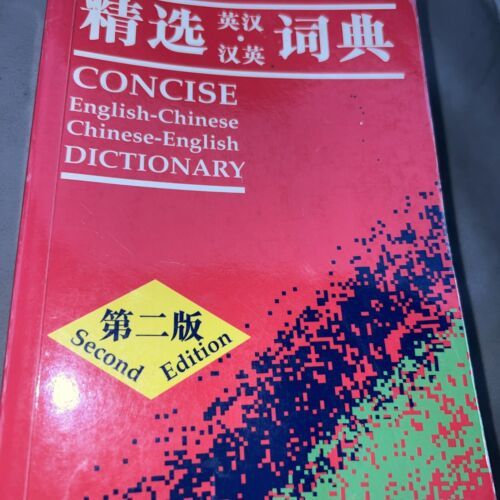 精选 英汉·汉英 词典
CONCISE
English-Chinese
Chinese-English
DICTIONARY
第二版
Second Edition